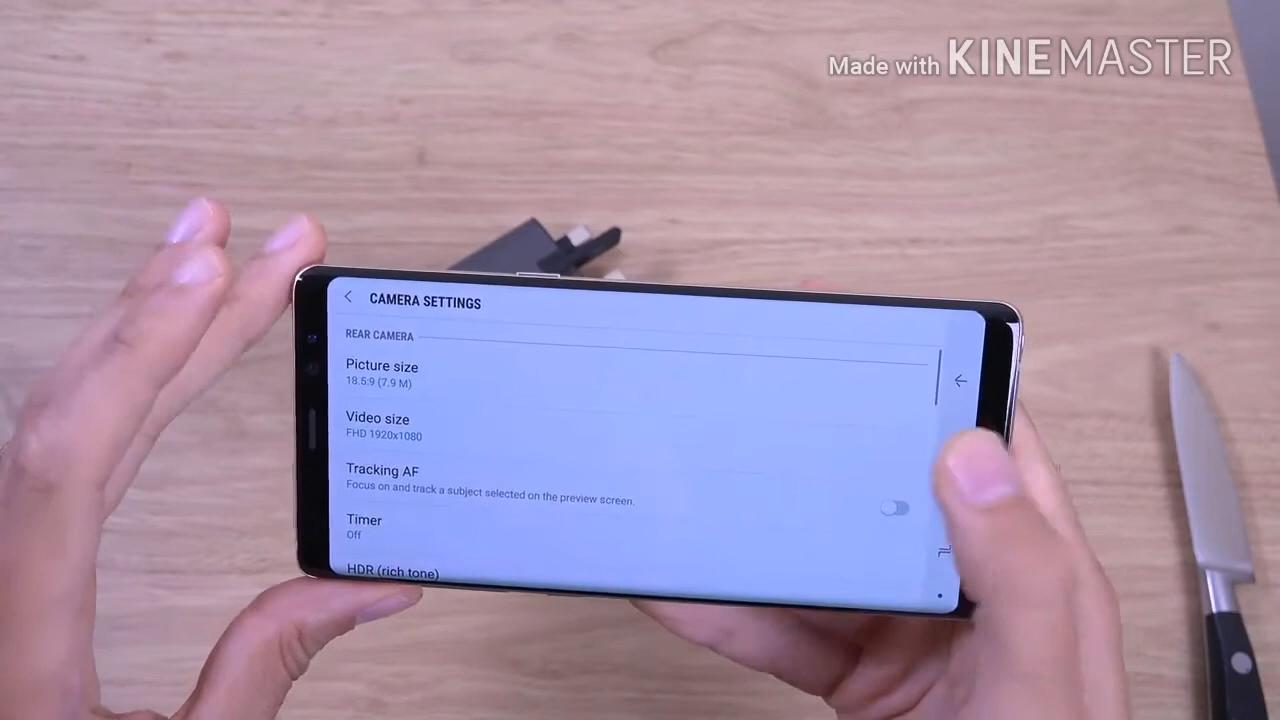 Made with KINEMASTER
CAMERA SETTINGS
REAR CAMERA
Picture size
18.5:9 (7.9 M)
Video size
FHD 1920x1080
Tracking AF
Focus on and track a subject selected on the preview screen.
Timer
Off
HDR (rich tone)